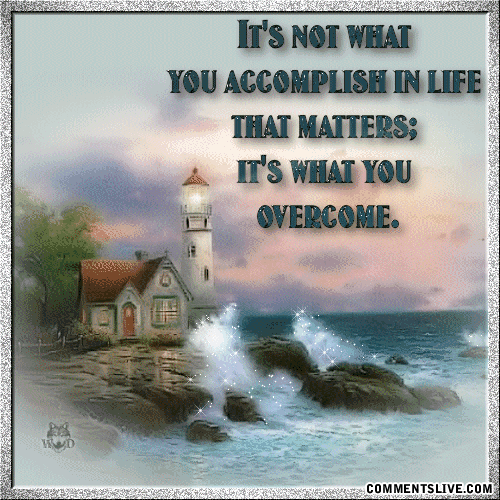 IT'S NOT WHAT
YOU ACCOMPLISH IN LIFE
THAT MATTERS;
IT'S WHAT YOU
OVERCOME.
COMMENTSLIVE.COM